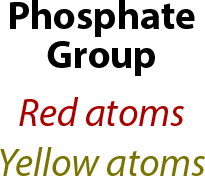 Phosphate
Group
Red atoms
Yellow atoms